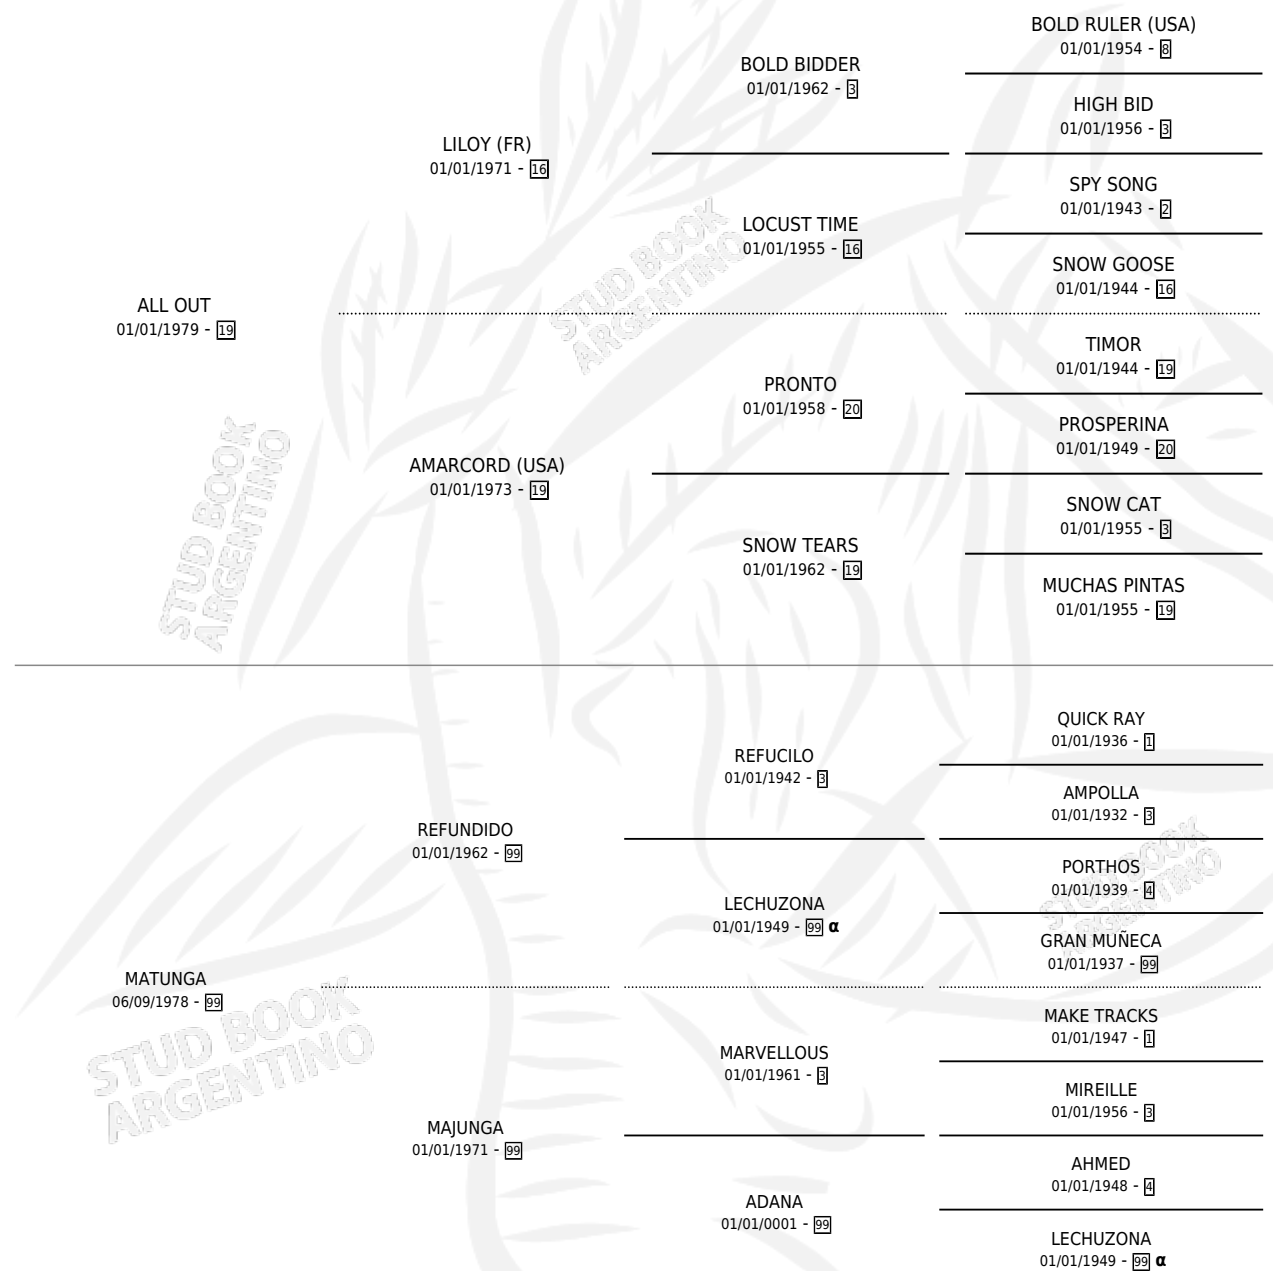 BOLD RULER (USA)
01/01/1954 - 8
BOLD BIDDER
01/01/1962 - 3
HIGH BID
01/01/1956 - 3
LILOY (FR)
01/01/1971 - 16
SPY SONG
01/01/1943 - 2
LOCUST TIME
01/01/1955 - 16
SNOW GOOSE
01/01/1944 - 16
STUD BOOK
ARGENTINO
ALL OUT
01/01/1979 - 19
TIMOR
01/01/1944 - 19
PRONTO
01/01/1958 - 20
PROSPERINA
01/01/1949 - 20
AMARCORD (USA)
01/01/1973 - 19
SNOW CAT
01/01/1955 - 3
SNOW TEARS
01/01/1962 - 19
MUCHAS PINTAS
01/01/1955 - 19
STUD BOOK
ARGENTINO
QUICK RAY
01/01/1936 - 1
REFUCILO
01/01/1942 - 3
AMPOLLA
01/01/1932 - 3
REFUNDIDO
01/01/1962 - 99
PORTHOS
01/01/1939 - 4
LECHUZONA
01/01/1949 - 99 α
GRAN MUÑECA
01/01/1937 - 99
STUD BOOK
ARGENTINO
MATUNGA
06/09/1978 - 99
STUD BOOK
ARGENTINO
MAKE TRACKS
01/01/1947 - 1
MARVELLOUS
01/01/1961 - 3
MIREILLE
01/01/1956 - 3
MAJUNGA
01/01/1971 - 99
AHMED
01/01/1948 - 4
ADANA
01/01/0001 - 99
LECHUZONA
01/01/1949 - 99 α